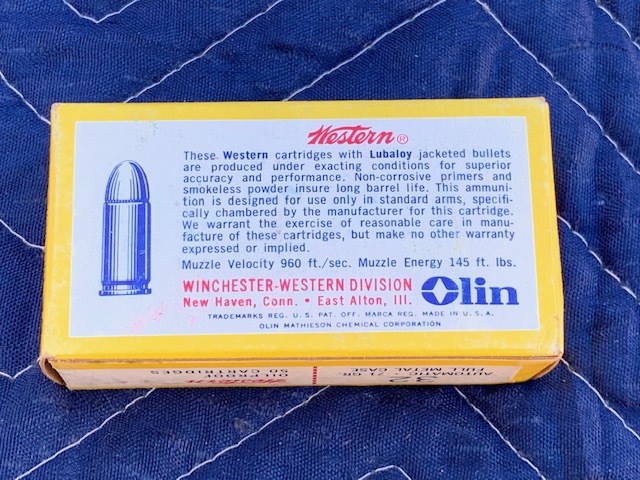 Western®
These Western cartridges with Lubaloy jacketed bullets
are produced under exacting conditions for superior
accuracy and performance. Non-corrosive primers and
smokeless powder insure long barrel life. This ammuni-
tion is designed for use only in standard arms, specifi-
cally chambered by the manufacturer for this cartridge.
We warrant the exercise of reasonable care in manu-
facture of these cartridges, but make no other warranty
expressed or implied.
Muzzle Velocity 960 ft./sec. Muzzle Energy 145 ft. lbs.
WINCHESTER-WESTERN DIVISION
New Haven, Conn. • East Alton, Ill.
Olin
TRADEMARKS REG. U. S. PAT. OFF. MARCA REG. MADE IN U. S. A.
OLIN MATHIESON CHEMICAL CORPORATION
32
AUTOMATIC • 71 GR.
FULL METAL CASE
Western
OILPROOF
50 CARTRIDGES